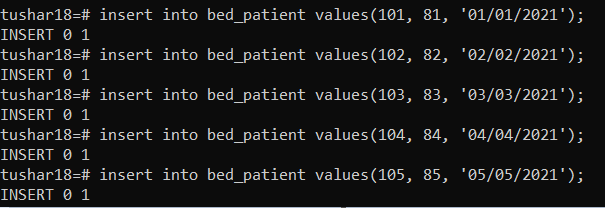 tushar18=# insert into bed_patient values(101, 81, '01/01/2021');
INSERT 0 1
tushar18=# insert into bed_patient values(102, 82, '02/02/2021');
INSERT 0 1
tushar18=# insert into bed_patient values(103, 83, '03/03/2021');
INSERT 0 1
tushar18=# insert into bed_patient values(104, 84, '04/04/2021');
INSERT 0 1
tushar18=# insert into bed_patient values(105, 85, '05/05/2021');
INSERT 0 1